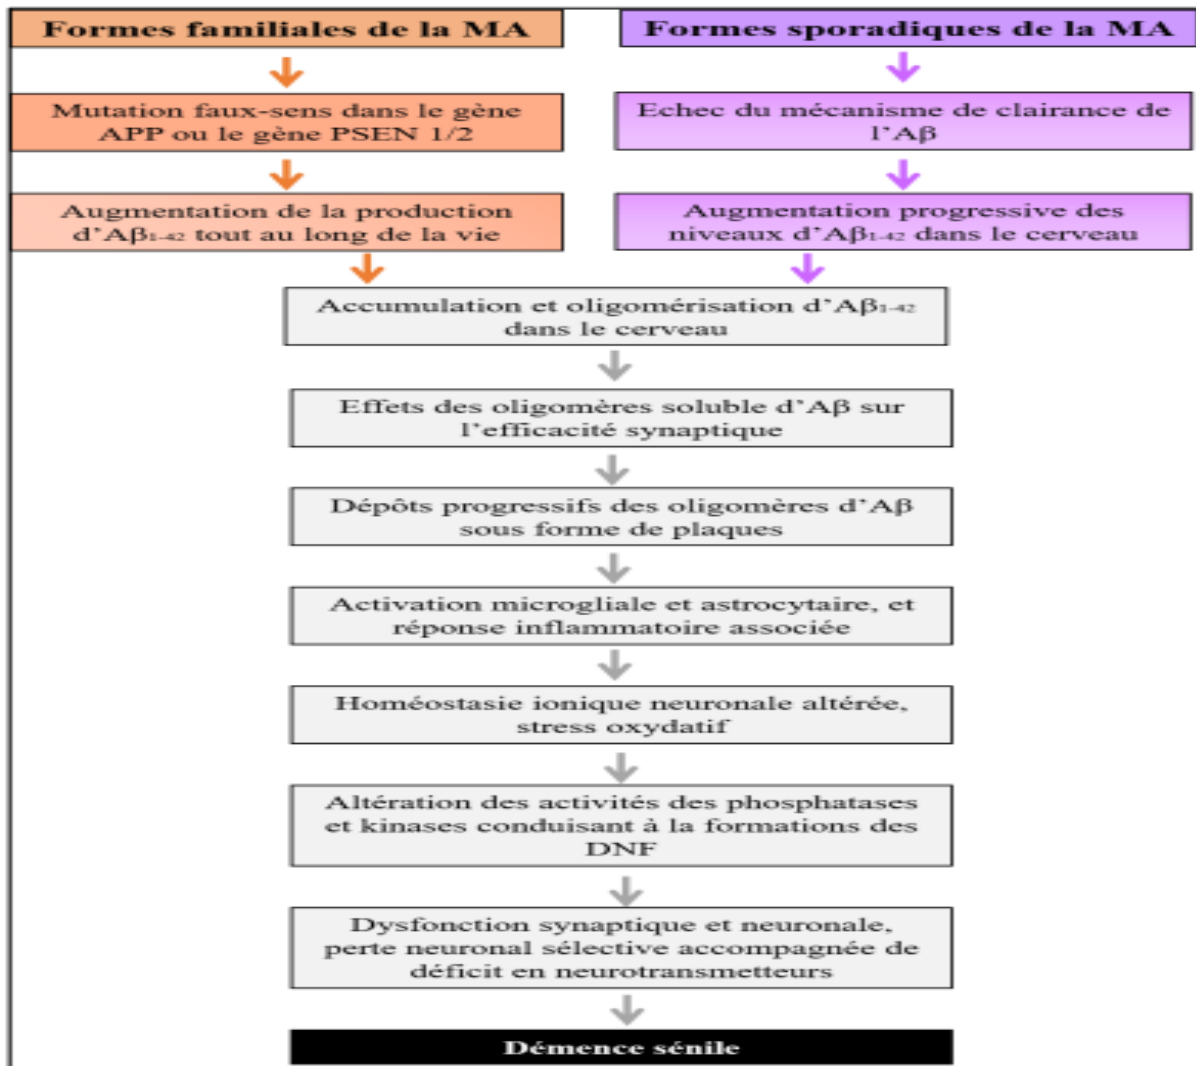 Formes familiales de la MA
Formes sporadiques de la MA
Mutation faux-sens dans le gène
APP ou le gène PSEN 1/2
Echec du mécanisme de clairance de
l’Aβ
Augmentation de la production
d’Aβ₁₋₄₂ tout au long de la vie
Augmentation progressive des
niveaux d’Aβ₁₋₄₂ dans le cerveau
Accumulation et oligomérisation d’Aβ₁₋₄₂
dans le cerveau
Effets des oligomères soluble d’Aβ sur
l’efficacité synaptique
Dépôts progressifs des oligomères d’Aβ
sous forme de plaques
Activation microgliale et astrocytaire, et
réponse inflammatoire associée
Homéostasie ionique neuronale altérée,
stress oxydatif
Altération des activités des phosphatases
et kinases conduisant à la formations des
DNF
Dysfonction synaptique et neuronale,
perte neuronal sélective accompagnée de
déficit en neurotransmetteurs
Démence sénile